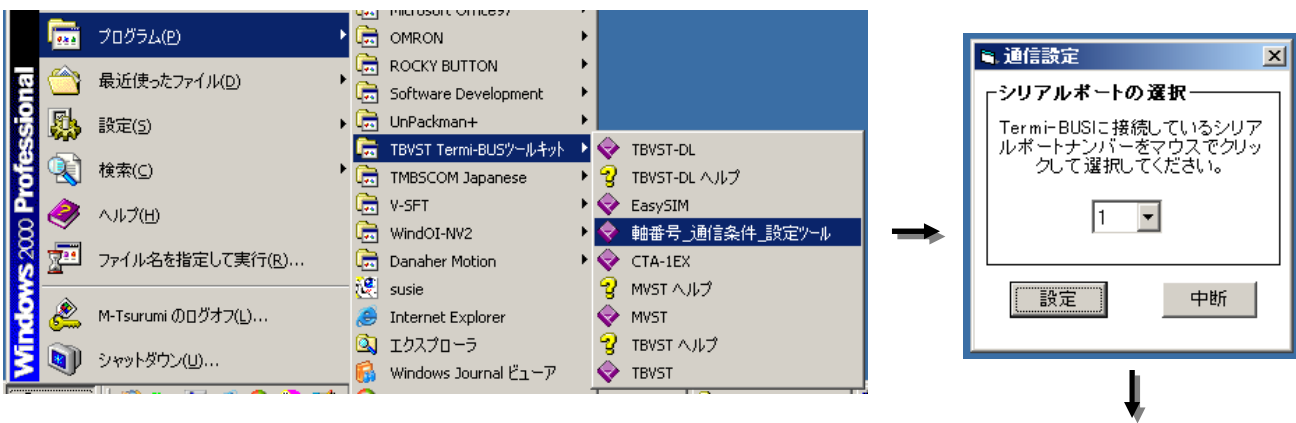 Windows 2000 Professional
プログラム(P)
最近使ったファイル(D)
設定(S)
検索(C)
ヘルプ(H)
ファイル名を指定して実行(R)...
M-Tsurumi のログオフ(L)...
シャットダウン(U)...
Microsoft Office97
OMRON
ROCKY BUTTON
Software Development
UnPackman+
TBVST Termi-BUSツールキット
TMBSCOM Japanese
V-SFT
WindOI-NV2
Danaher Motion
susie
Internet Explorer
エクスプローラ
Windows Journal ビューア
TBVST-DL
TBVST-DL ヘルプ
EasySIM
軸番号_通信条件_設定ツール
CTA-1EX
MVST ヘルプ
MVST
TBVST ヘルプ
TBVST
通信設定
シリアルポートの選択
Termi-BUSに接続しているシリア
ルポートナンバーをマウスでクリッ
クして選択してください。
1
設定
中断